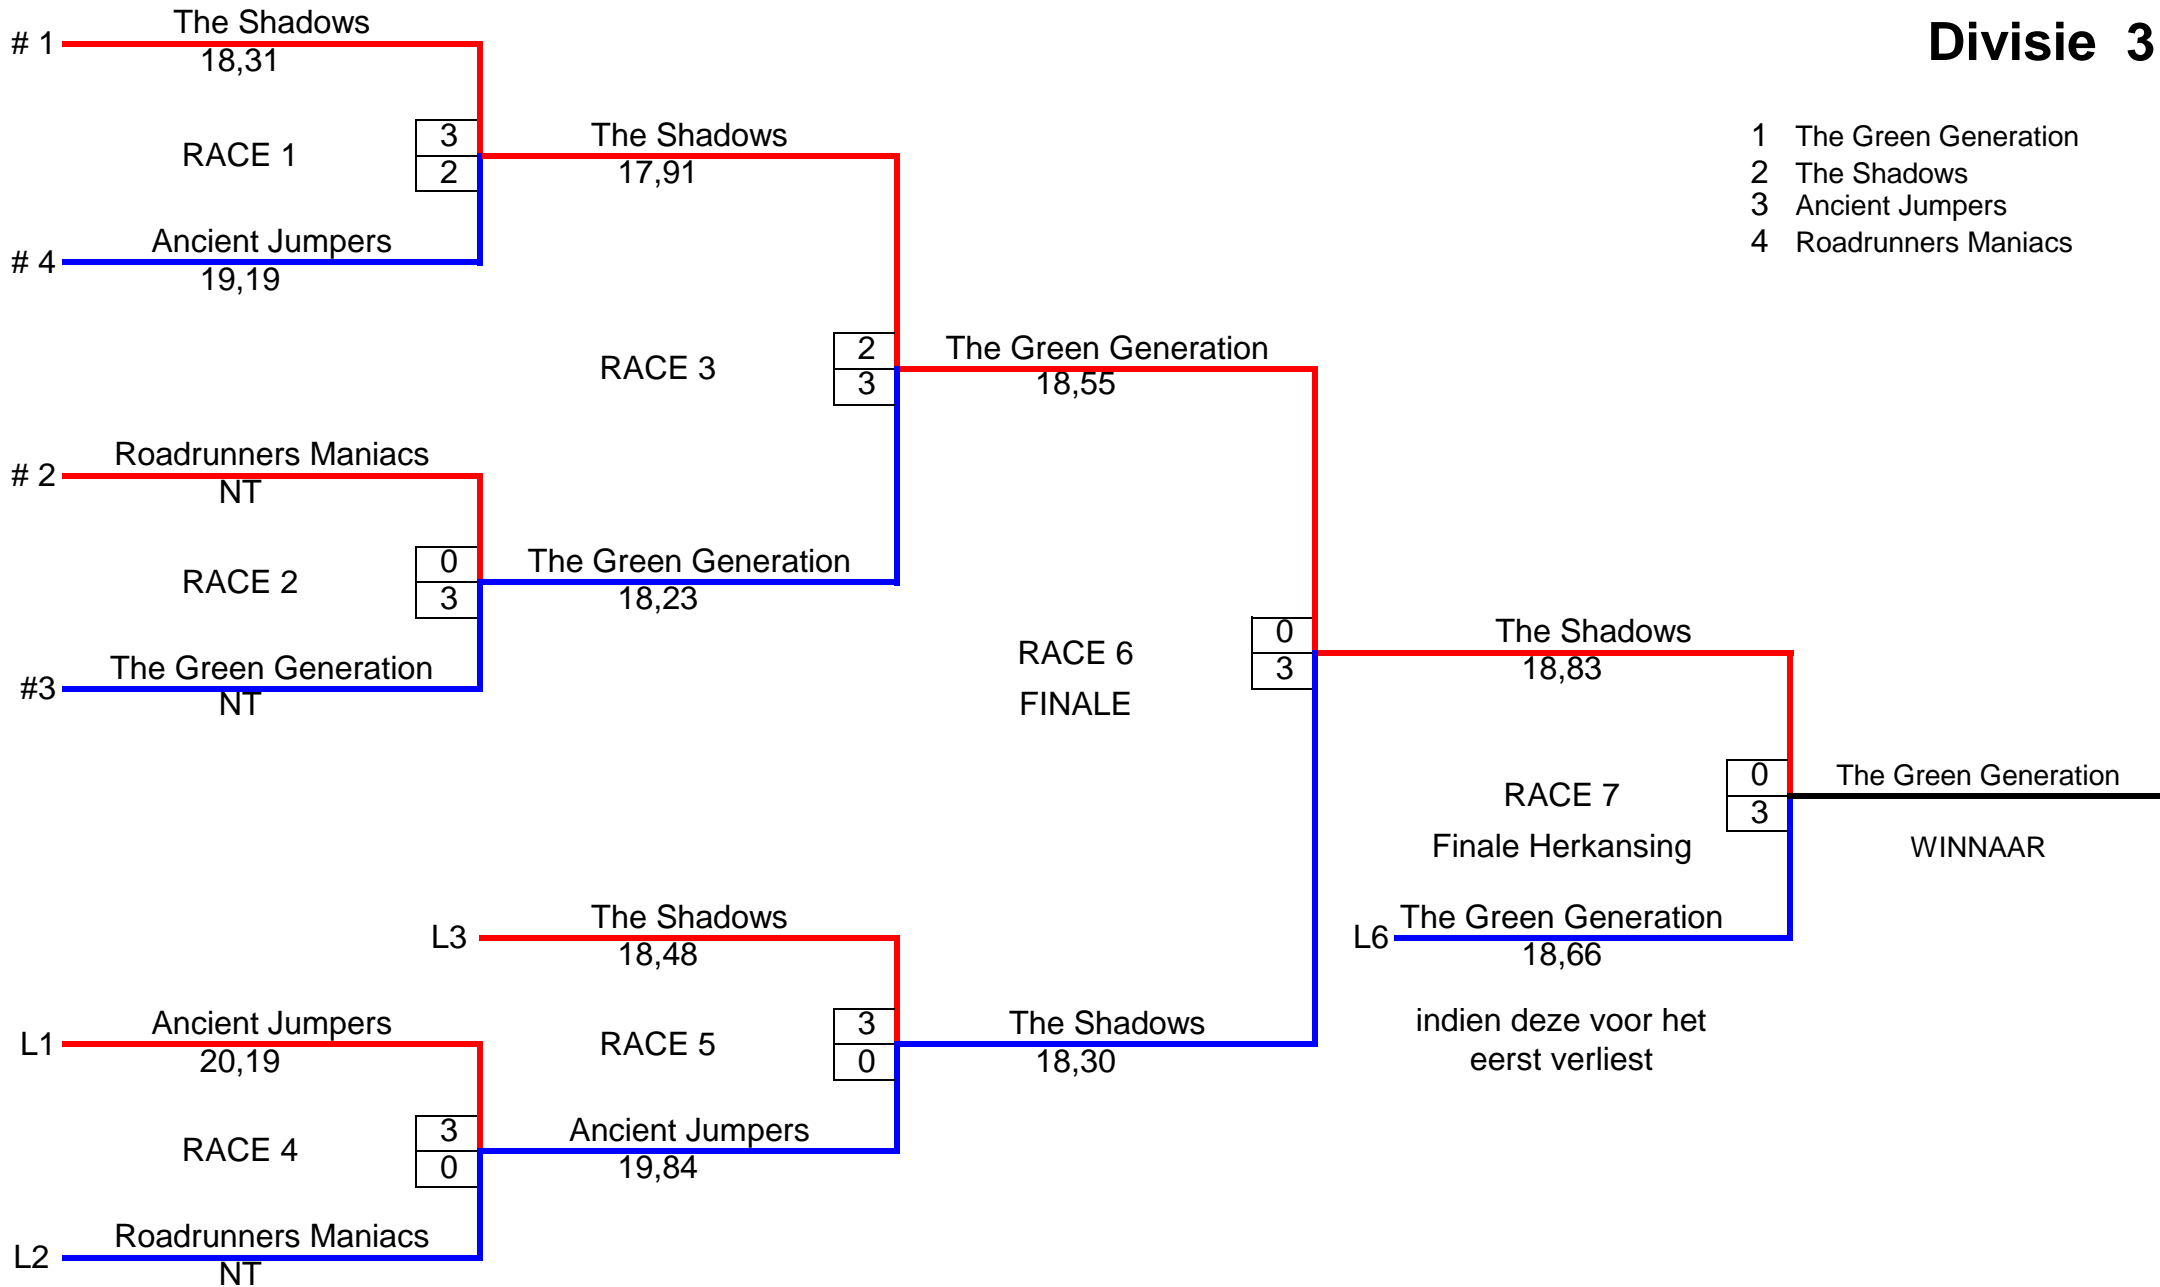 Divisie 3
1 The Green Generation
2 The Shadows
3 Ancient Jumpers
4 Roadrunners Maniacs
# 1
The Shadows
18,31
RACE 1
3
2
# 4
Ancient Jumpers
19,19
The Shadows
17,91
RACE 3
2
3
# 2
Roadrunners Maniacs
NT
RACE 2
0
3
#3
The Green Generation
NT
The Green Generation
18,23
The Green Generation
18,55
RACE 6
FINALE
0
3
The Shadows
18,83
RACE 7
Finale Herkansing
0
3
The Green Generation
WINNAAR
L6
The Green Generation
18,66
indien deze voor het
eerst verliest
L3
The Shadows
18,48
RACE 5
3
0
The Shadows
18,30
L1
Ancient Jumpers
20,19
RACE 4
3
0
Ancient Jumpers
19,84
L2
Roadrunners Maniacs
NT